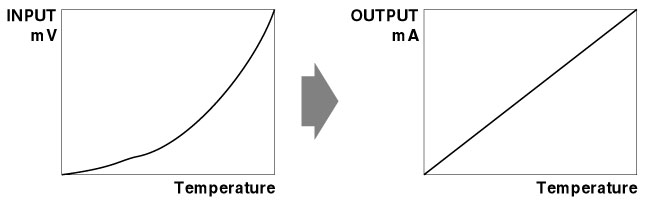 INPUT
mV
Temperature
OUTPUT
mA
Temperature